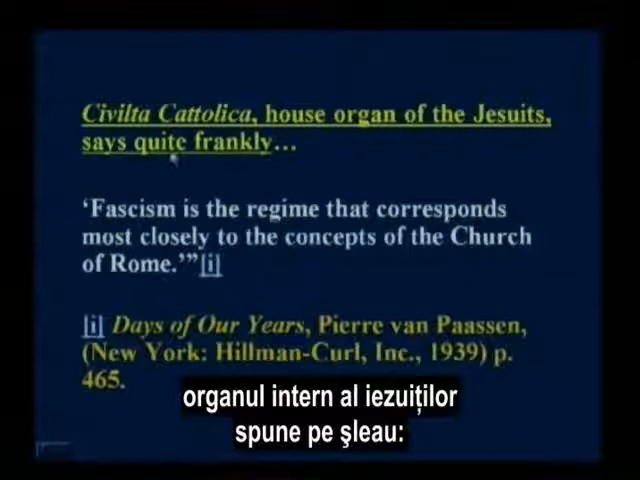 Civilta Cattolica, house organ of the Jesuits,
says quite frankly…
‘Fascism is the regime that corresponds
most closely to the concepts of the Church
of Rome.’”[i]
[i] Days of Our Years, Pierre van Paassen,
(New York: Hillman-Curl, Inc., 1939) p.
465.
organul intern al iezuiţilor
spune pe şleau: